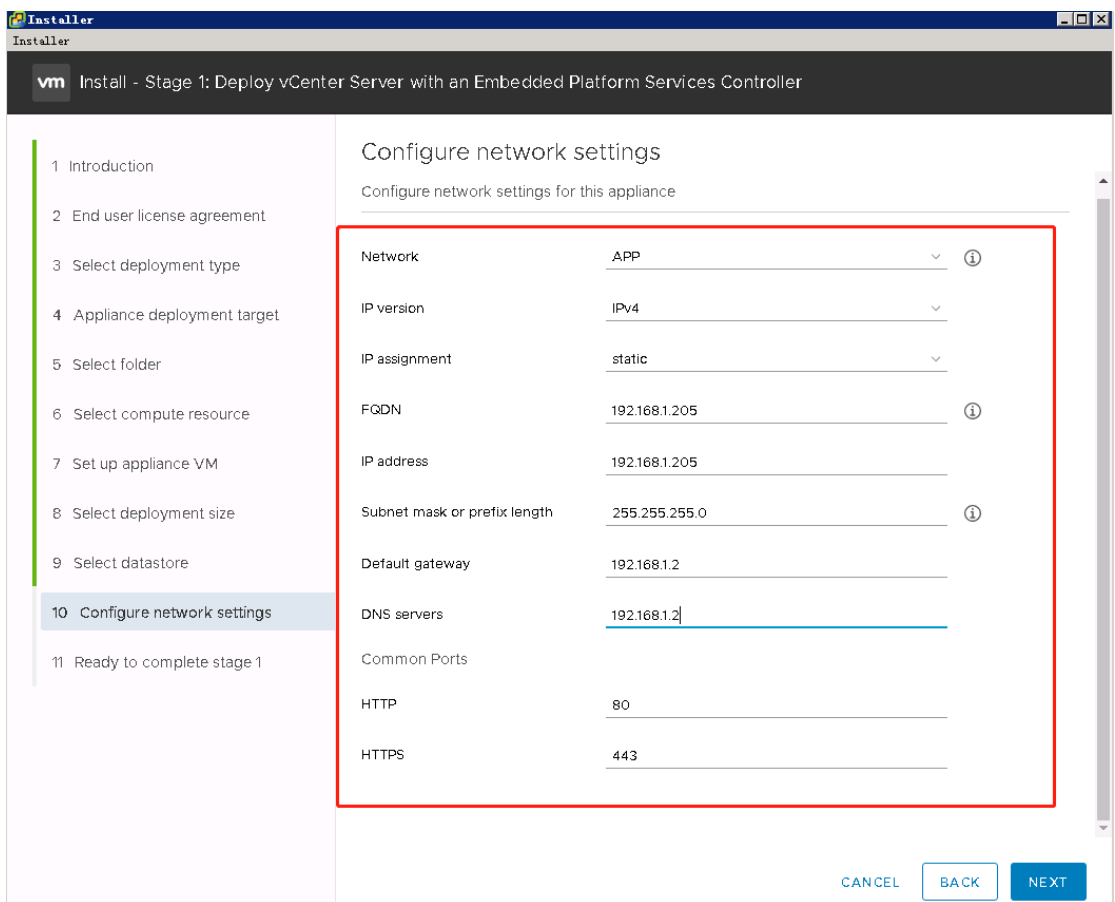 Installer
Installer
vm Install - Stage 1: Deploy vCenter Server with an Embedded Platform Services Controller
1 Introduction
2 End user license agreement
3 Select deployment type
4 Appliance deployment target
5 Select folder
6 Select compute resource
7 Set up appliance VM
8 Select deployment size
9 Select datastore
10 Configure network settings
11 Ready to complete stage 1
Configure network settings
Configure network settings for this appliance
Network APP
IP version IPv4
IP assignment static
FQDN 192.168.1.205
IP address 192.168.1.205
Subnet mask or prefix length 255.255.255.0
Default gateway 192.168.1.2
DNS servers 192.168.1.2
Common Ports
HTTP 80
HTTPS 443
CANCEL BACK NEXT